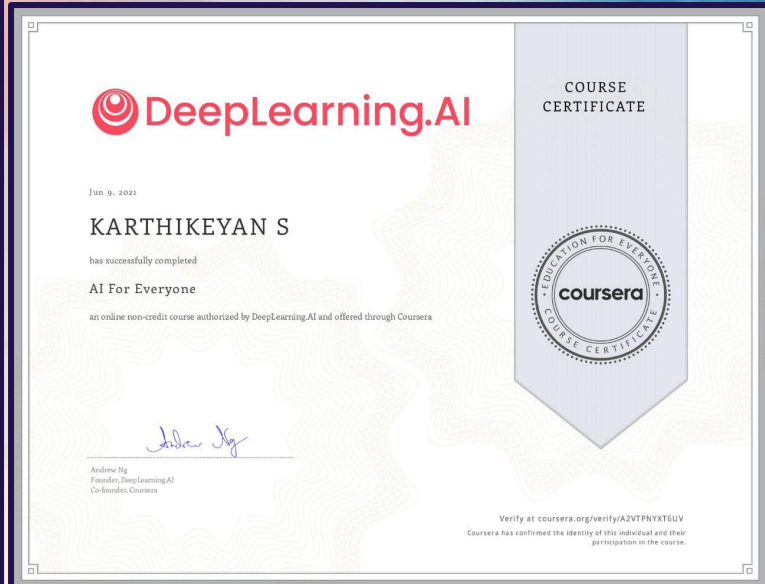 DeepLearning.AI
COURSE
CERTIFICATE
Jun 9, 2021
KARTHIKEYAN S
has successfully completed
AI For Everyone
an online non-credit course authorized by DeepLearning.AI and offered through Coursera
EDUCATION FOR EVERYONE
coursera
COURSE CERTIFICATE
Andrew Ng
Andrew Ng
Founder, DeepLearning.AI
Co-founder, Coursera
Verify at coursera.org/verify/A2VTPNYXT6UV
Coursera has confirmed the identity of this individual and their
participation in the course.